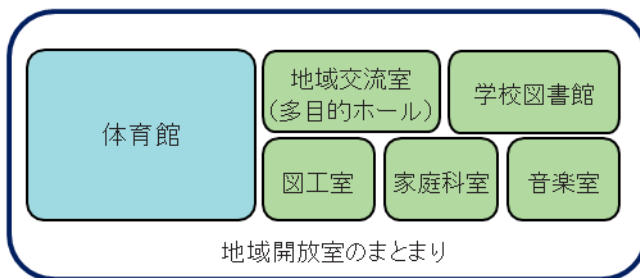 体育館
地域交流室
（多目的ホール）
学校図書館
図工室
家庭科室
音楽室
地域開放室のまとまり